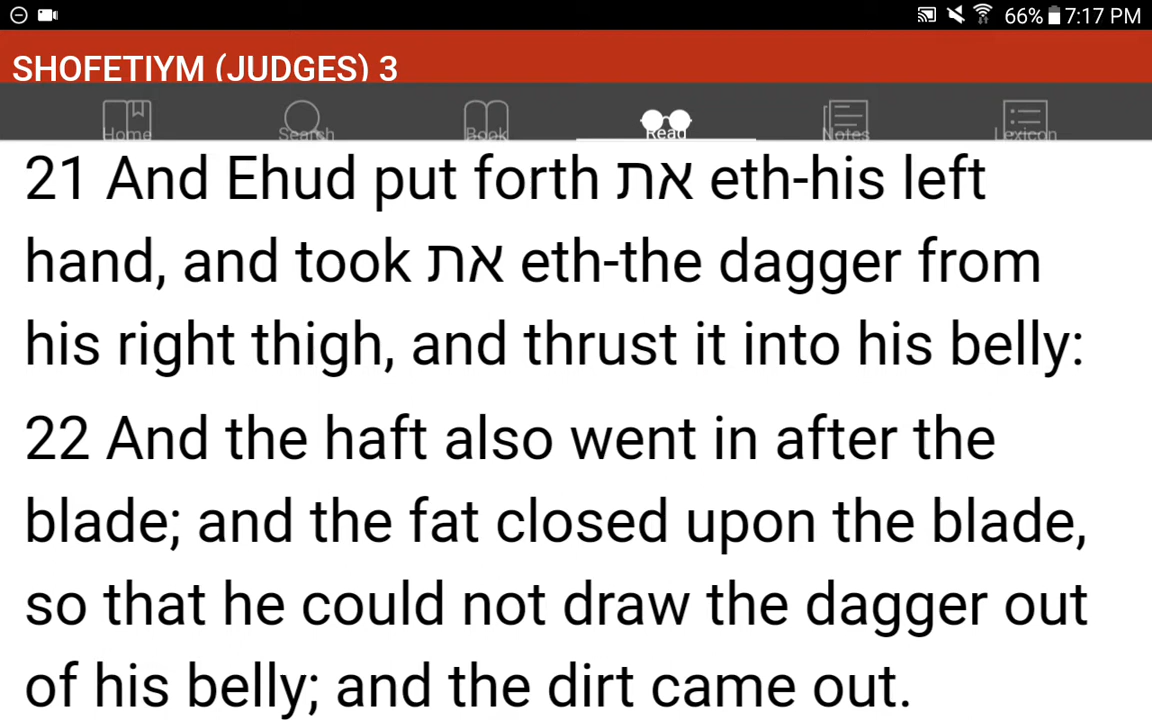 66% 7:17 PM
SHOFETIYM (JUDGES) 3
Home Search Book Read Notes Lexicon
21 And Ehud put forth את eth-his left
hand, and took את eth-the dagger from
his right thigh, and thrust it into his belly:
22 And the haft also went in after the
blade; and the fat closed upon the blade,
so that he could not draw the dagger out
of his belly; and the dirt came out.